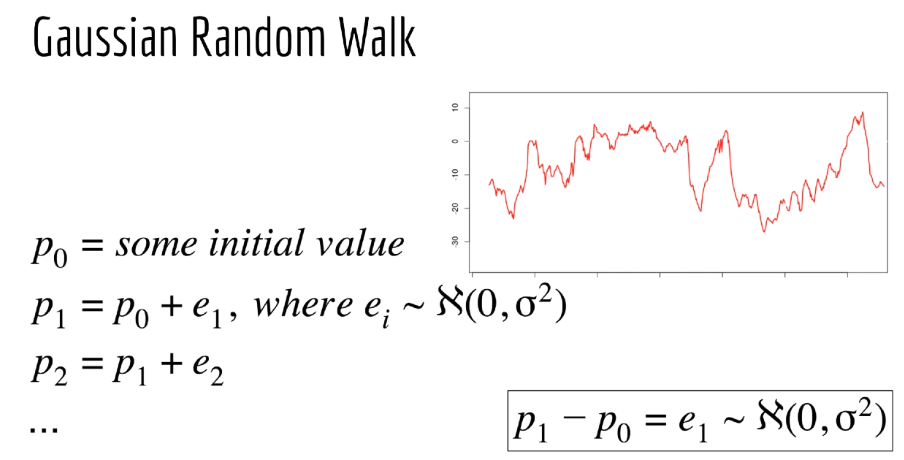 Gaussian Random Walk
10
0
-10
-20
-30
p₀ = some initial value
p₁ = p₀ + e₁, where eᵢ ~ ℵ(0, σ²)
p₂ = p₁ + e₂
...
p₁ − p₀ = e₁ ~ ℵ(0, σ²)